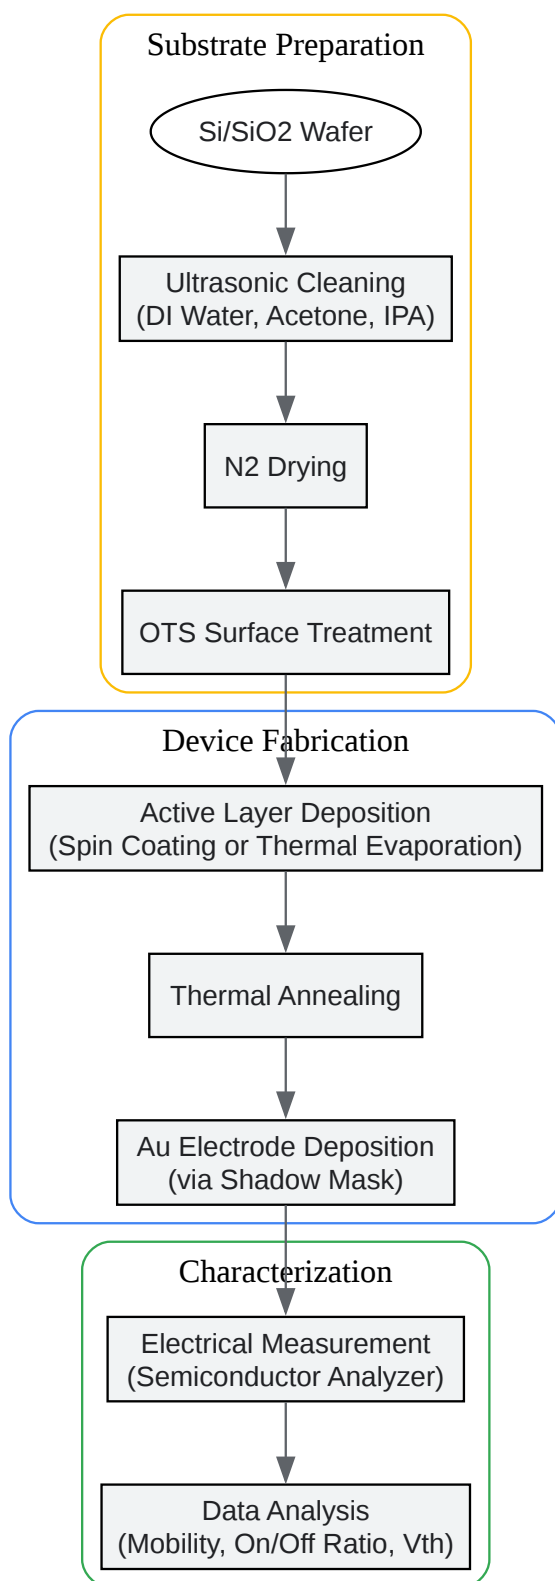 Substrate Preparation
Si/SiO2 Wafer
Ultrasonic Cleaning
(DI Water, Acetone, IPA)
N2 Drying
OTS Surface Treatment
Device Fabrication
Active Layer Deposition
(Spin Coating or Thermal Evaporation)
Thermal Annealing
Au Electrode Deposition
(via Shadow Mask)
Characterization
Electrical Measurement
(Semiconductor Analyzer)
Data Analysis
(Mobility, On/Off Ratio, Vth)